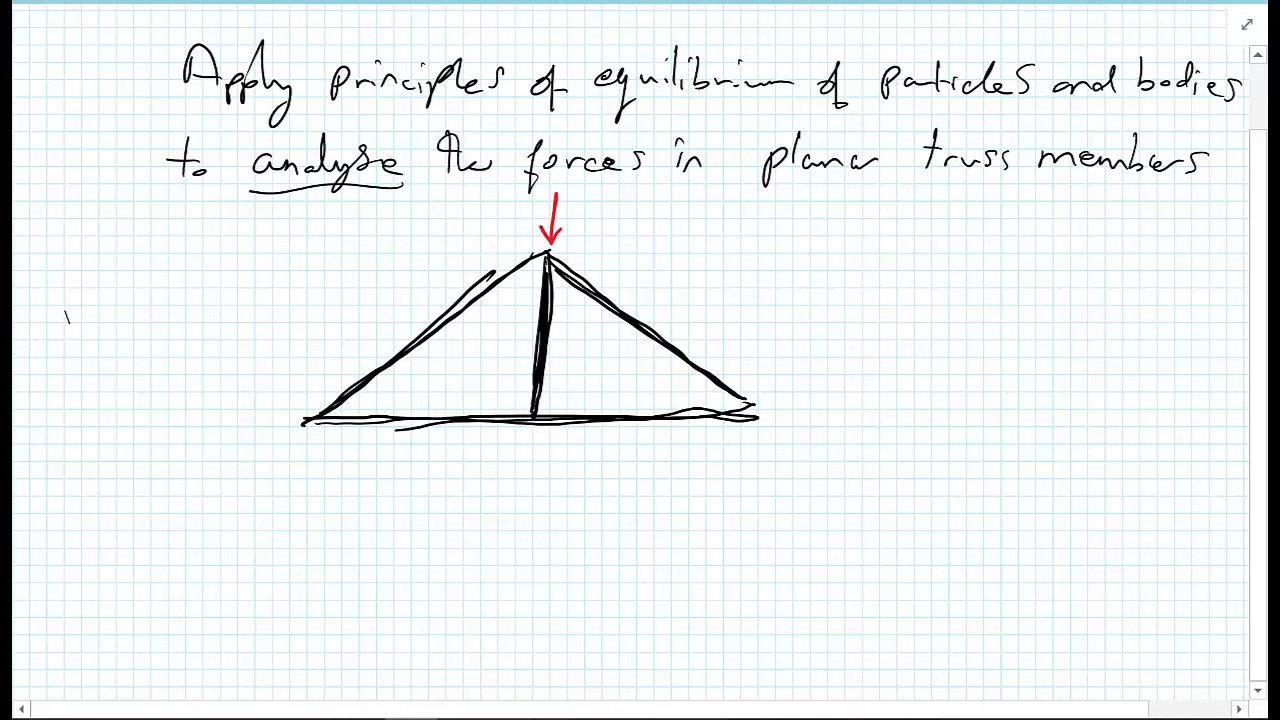 Apply principles of equilibrium of particles and bodies
to analyse the forces in planar truss members